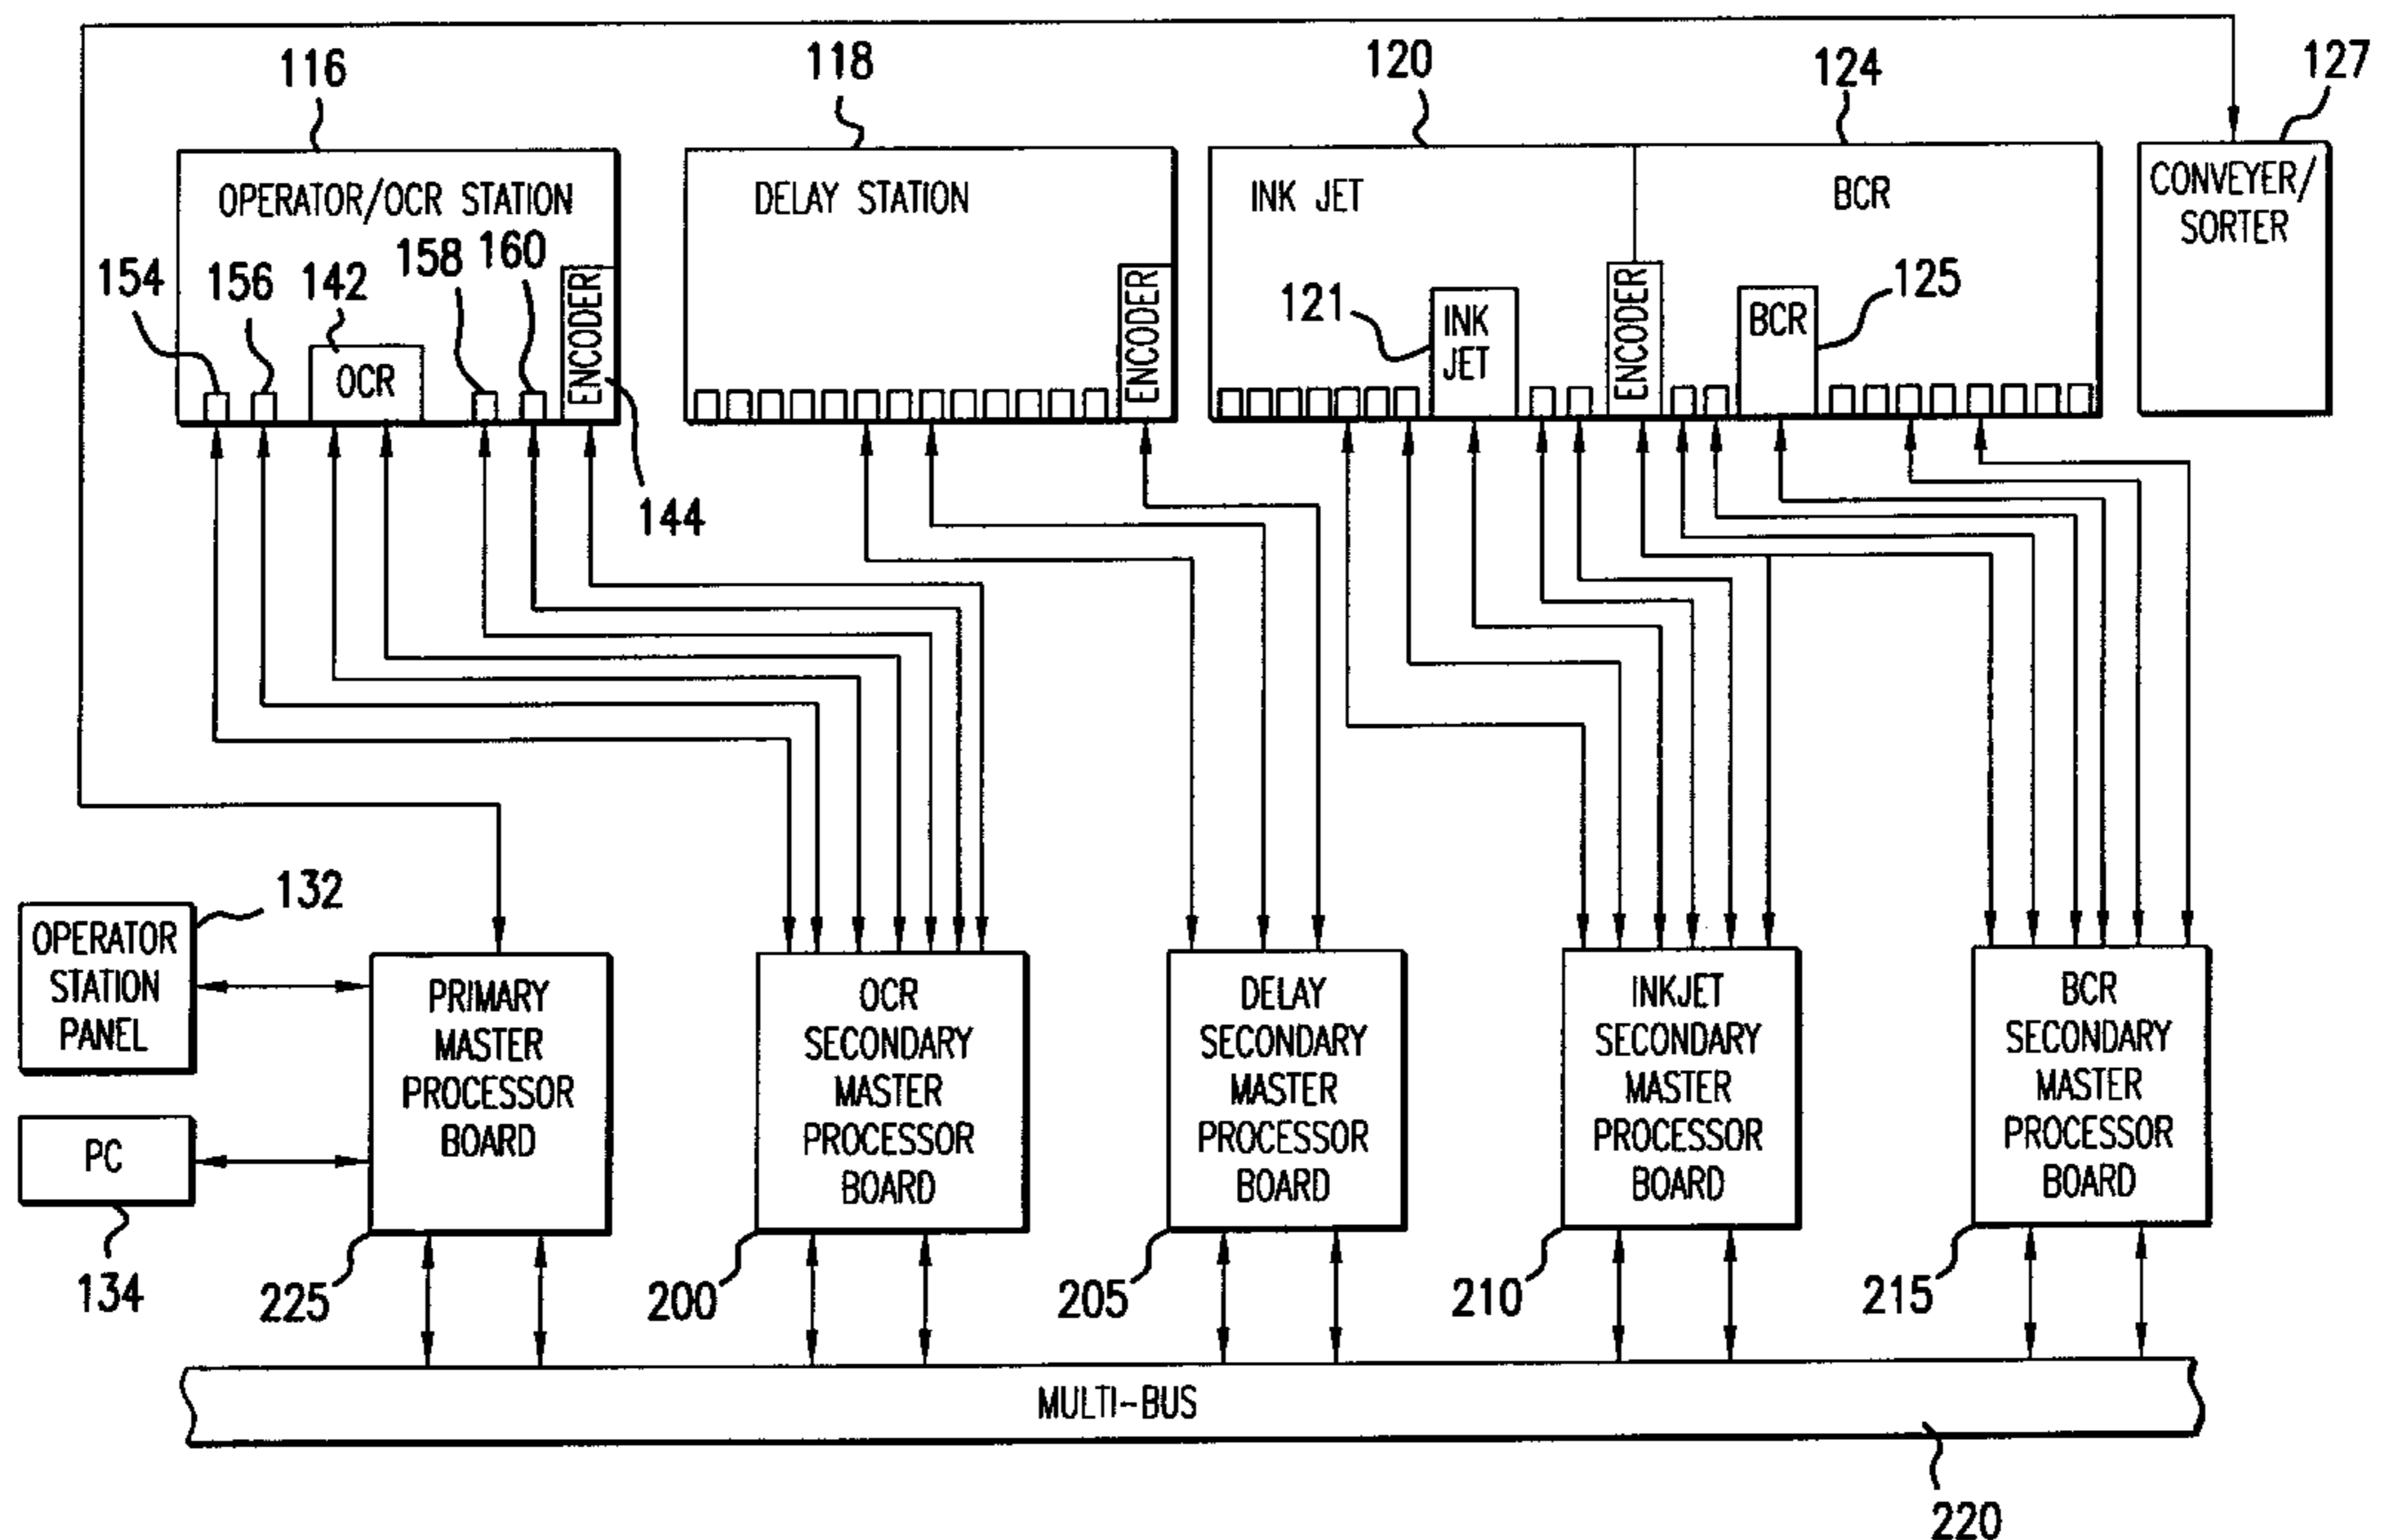 116
118
120
124
127
OPERATOR/OCR STATION
DELAY STATION
INK JET
BCR
CONVEYER/
SORTER
154
156
142
158
160
OCR
ENCODER
144
ENCODER
121
INK
JET
ENCODER
BCR
125
132
OPERATOR
STATION
PANEL
PC
134
PRIMARY
MASTER
PROCESSOR
BOARD
225
OCR
SECONDARY
MASTER
PROCESSOR
BOARD
200
DELAY
SECONDARY
MASTER
PROCESSOR
BOARD
205
INKJET
SECONDARY
MASTER
PROCESSOR
BOARD
210
BCR
SECONDARY
MASTER
PROCESSOR
BOARD
215
MULTI-BUS
220